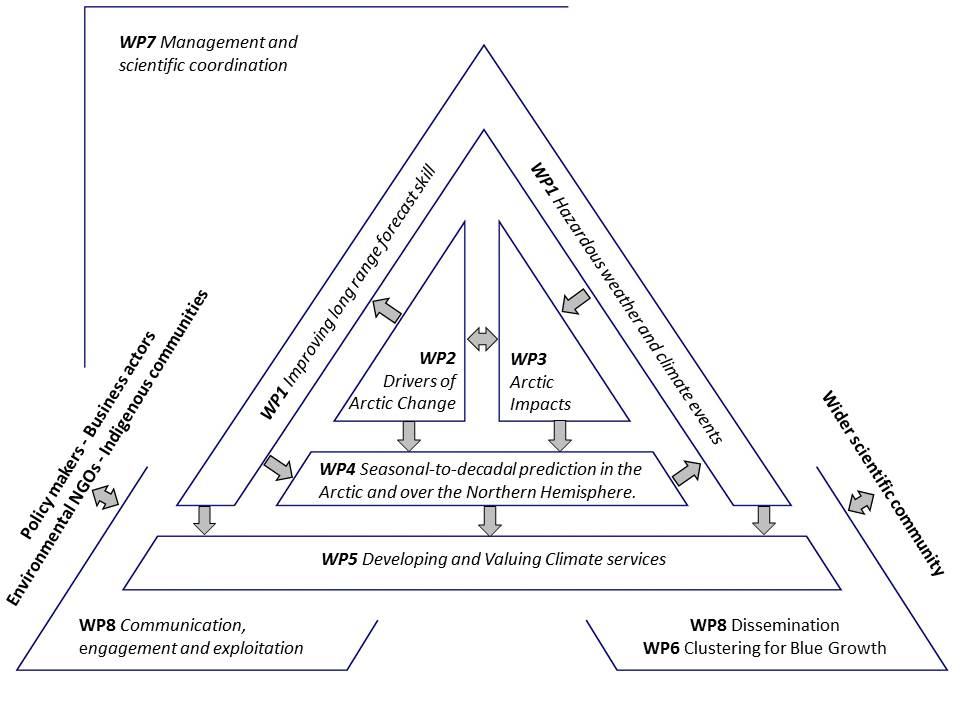 WP7 Management and
scientific coordination
WP1 Improving long range forecast skill
WP1 Hazardous weather and climate events
WP2
Drivers of
Arctic Change
WP3
Arctic
Impacts
Policy makers - Business actors
Environmental NGOs - Indigenous communities
Wider scientific community
WP4 Seasonal-to-decadal prediction in the
Arctic and over the Northern Hemisphere.
WP5 Developing and Valuing Climate services
WP8 Communication,
engagement and exploitation
WP8 Dissemination
WP6 Clustering for Blue Growth